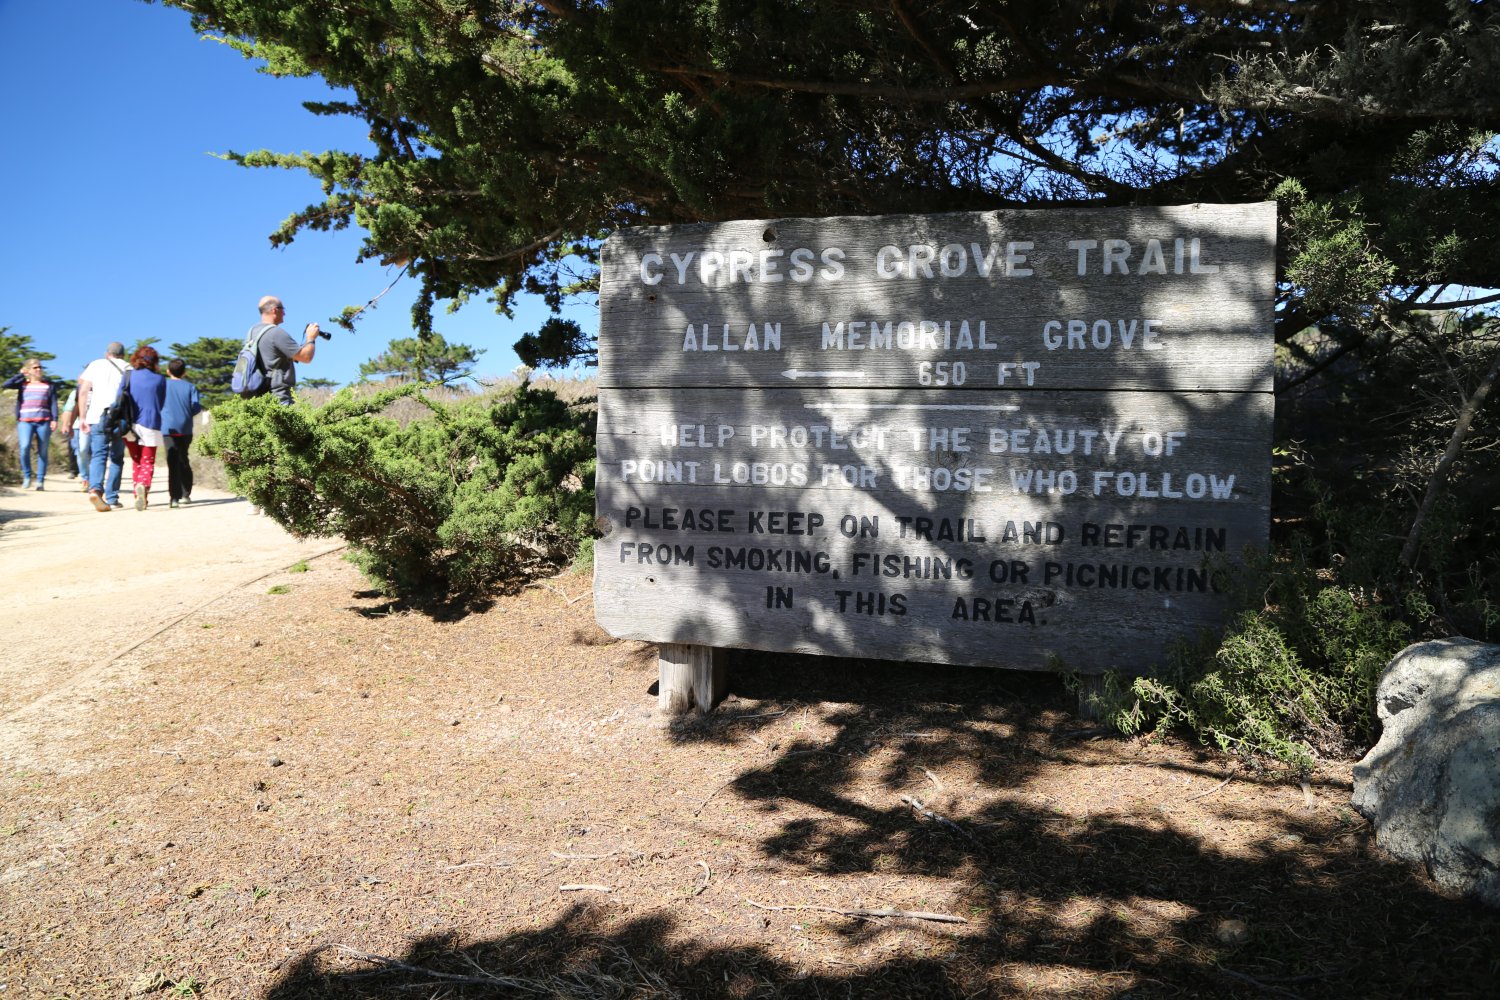 CYPRESS GROVE TRAIL
ALLAN MEMORIAL GROVE
650 FT
HELP PROTECT THE BEAUTY OF
POINT LOBOS FOR THOSE WHO FOLLOW.
PLEASE KEEP ON TRAIL AND REFRAIN
FROM SMOKING, FISHING OR PICNICKING
IN THIS AREA.